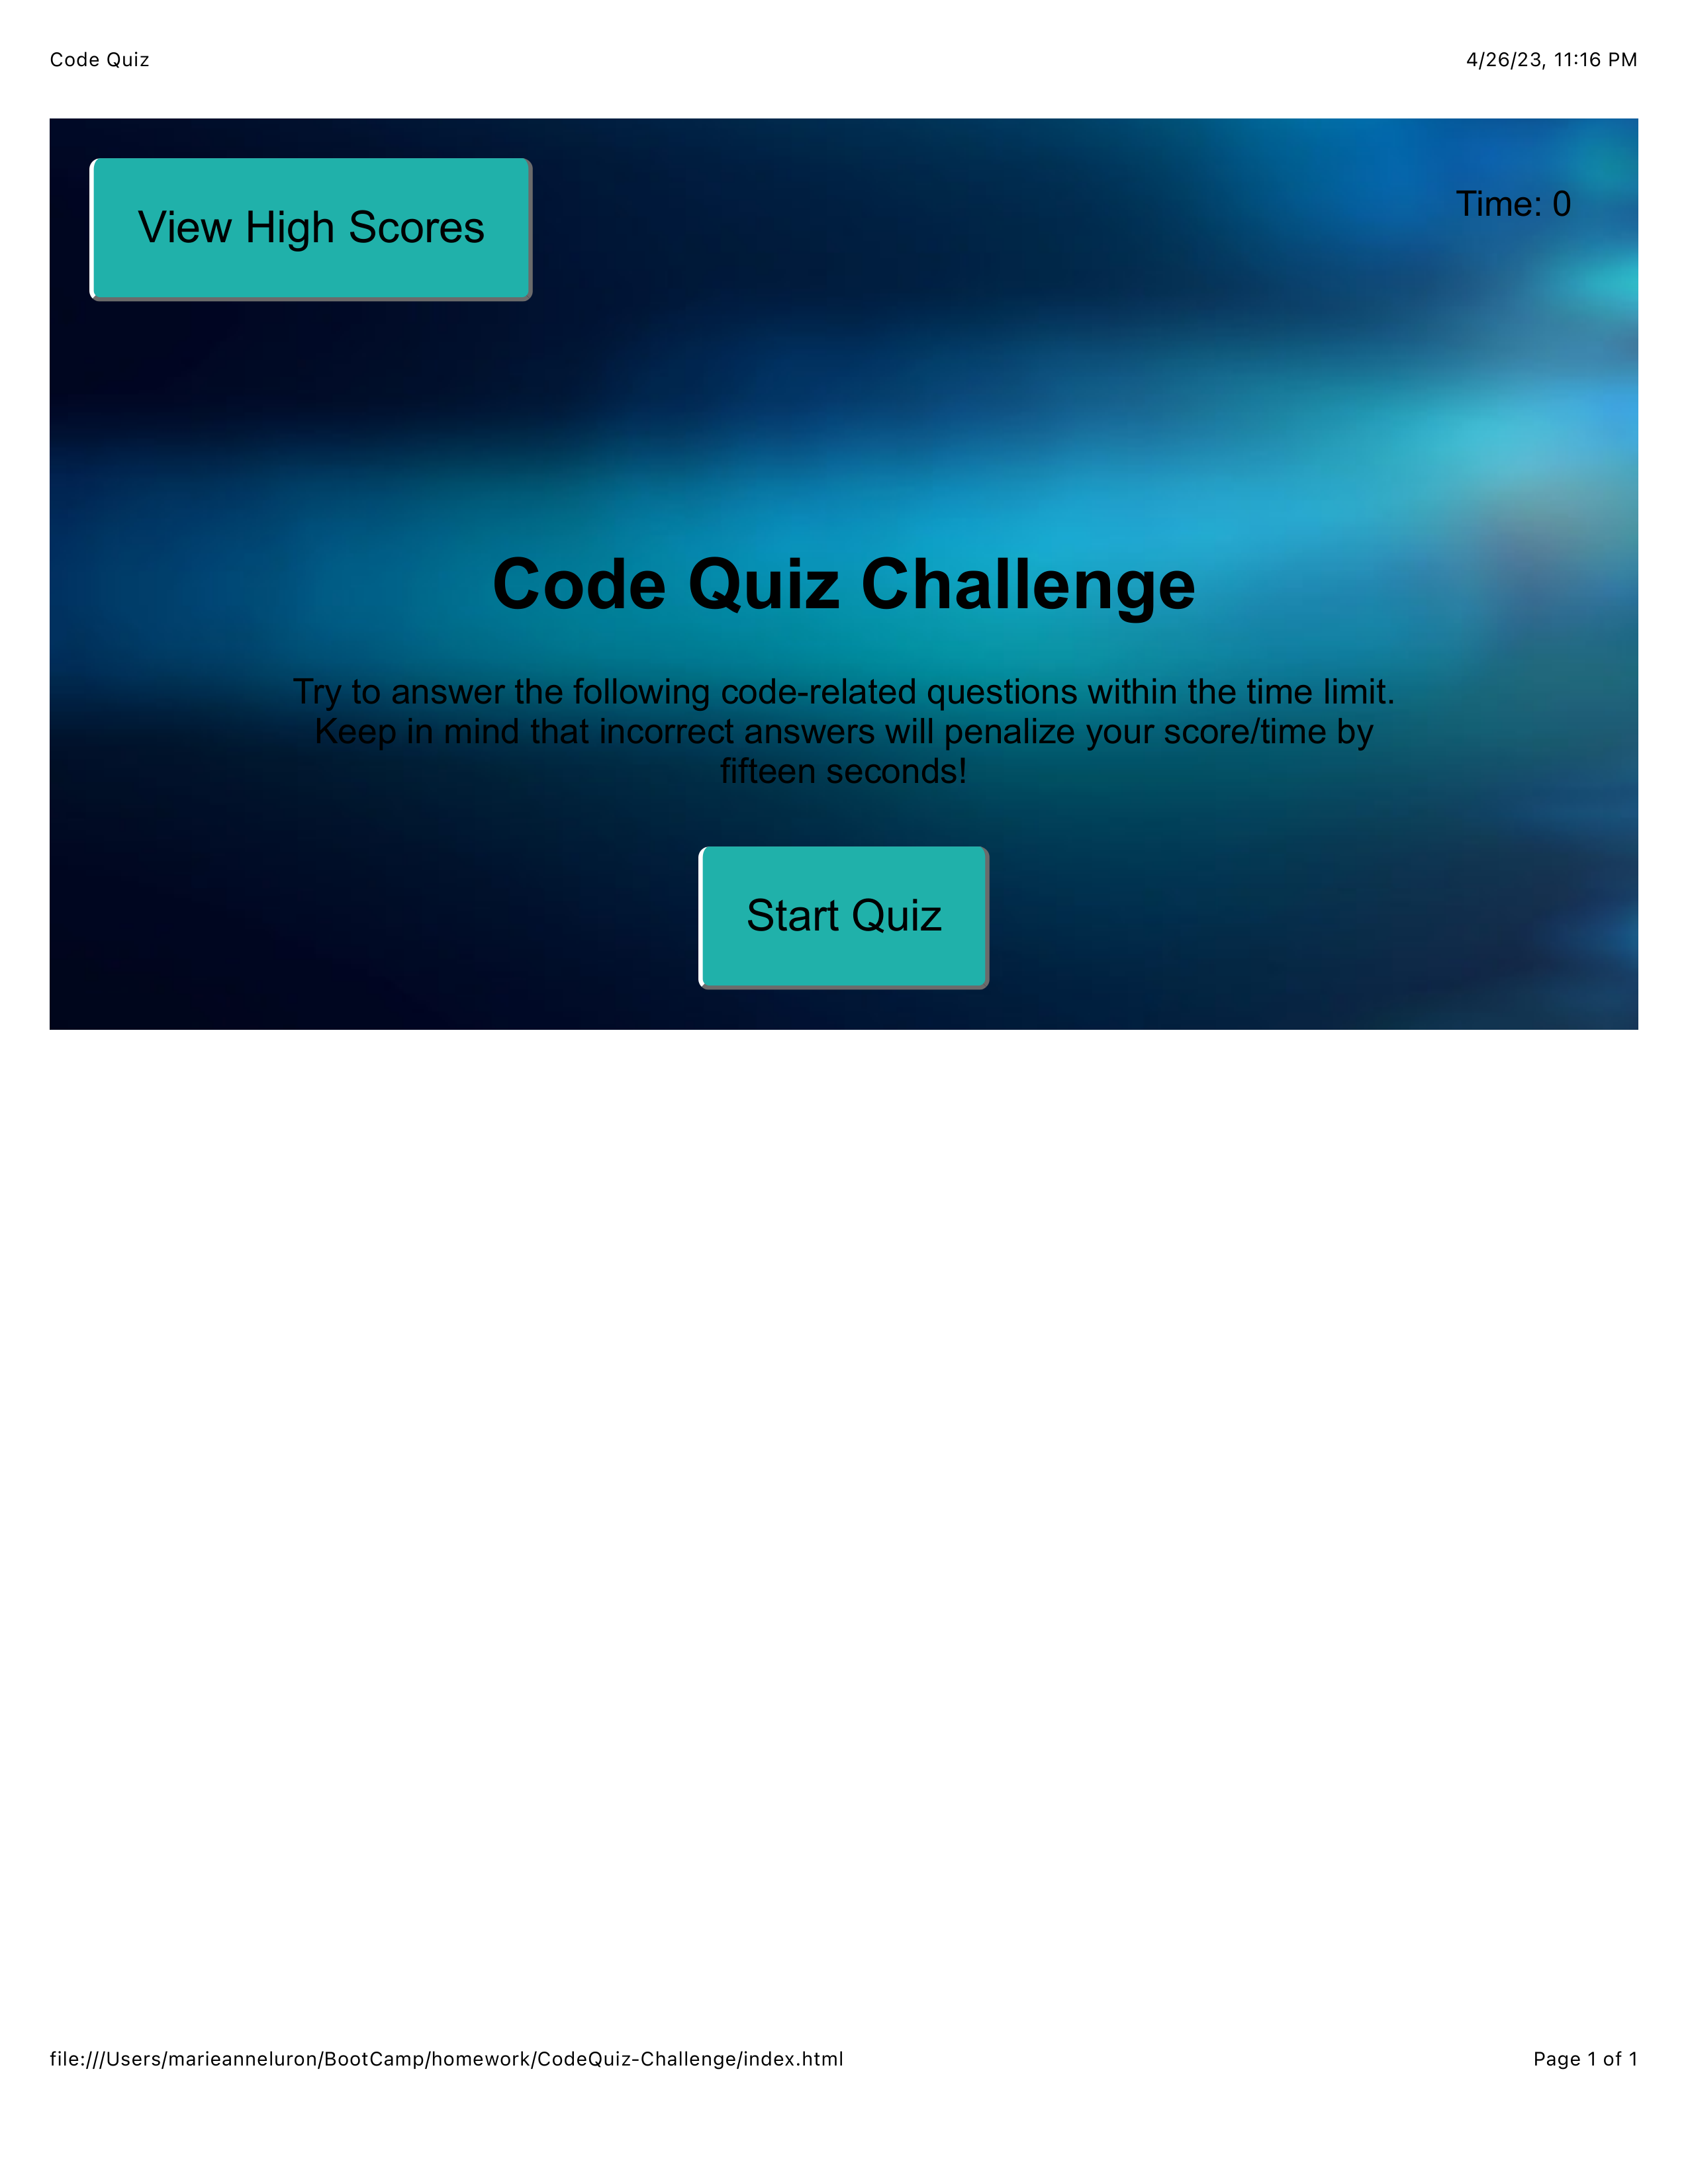 Code Quiz
4/26/23, 11:16 PM
View High Scores
Time: 0
Code Quiz Challenge
Try to answer the following code-related questions within the time limit.
Keep in mind that incorrect answers will penalize your score/time by
fifteen seconds!
Start Quiz
file:///Users/marieanneluron/BootCamp/homework/CodeQuiz-Challenge/index.html
Page 1 of 1